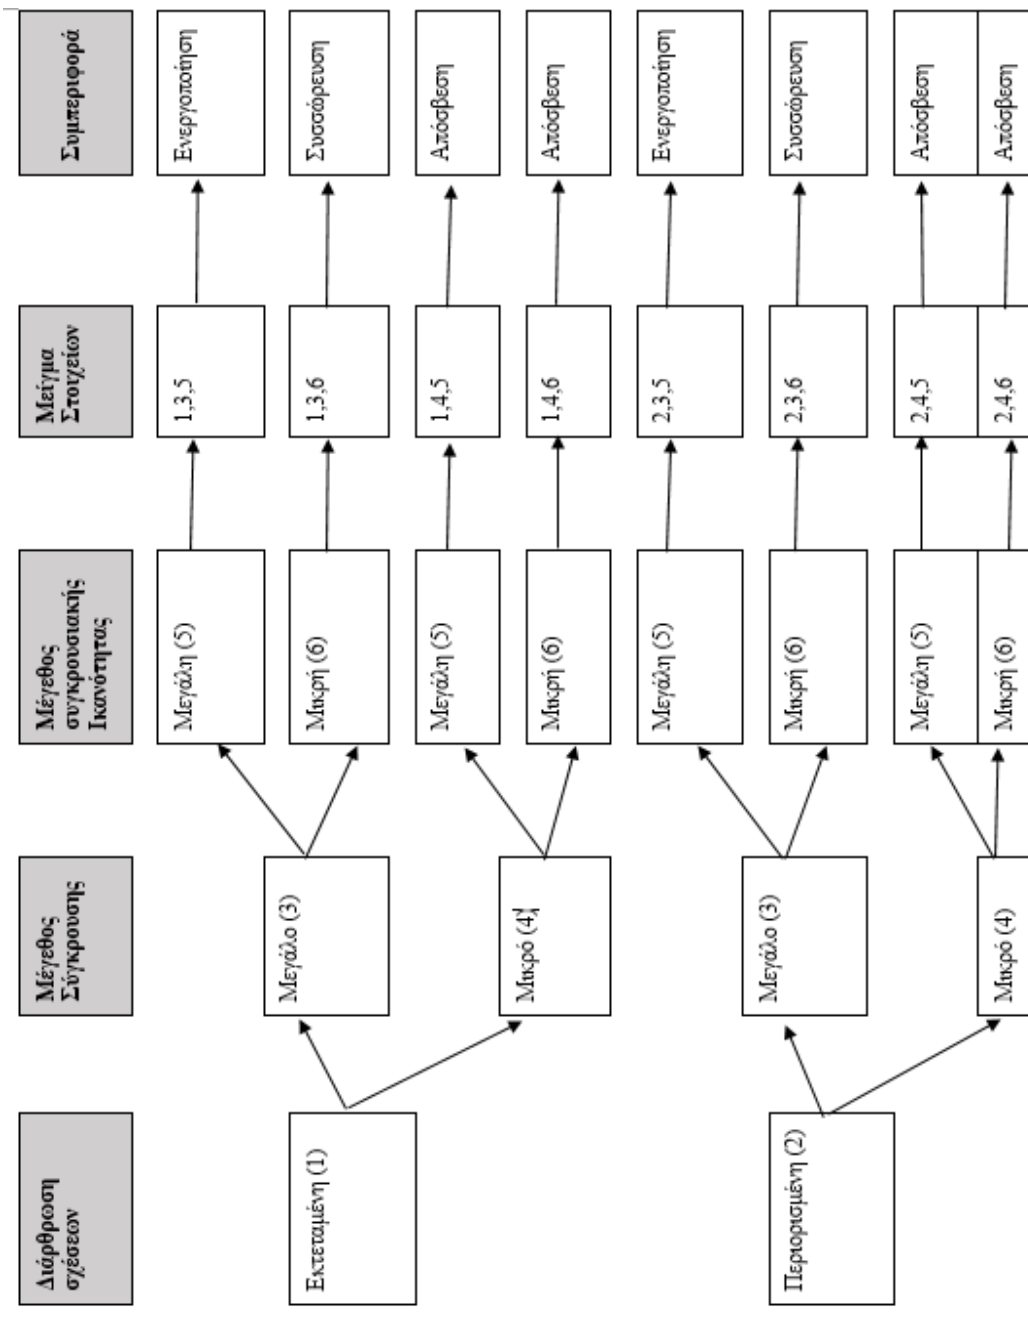 Διάρθρωση
σχέσεων
Μέγεθος
Σύγκρουσης
Μέγεθος
συγκρουσιακής
Ικανότητας
Μείγμα
Στοιχείων
Συμπεριφορά
Εκτεταμένη (1)
Μεγάλο (3)
Μεγάλη (5)
1,3,5
Ενεργοποίηση
Μικρή (6)
1,3,6
Συσσώρευση
Μικρό (4)
Μεγάλη (5)
1,4,5
Απόσβεση
Μικρή (6)
1,4,6
Απόσβεση
Περιορισμένη (2)
Μεγάλο (3)
Μεγάλη (5)
2,3,5
Ενεργοποίηση
Μικρή (6)
2,3,6
Συσσώρευση
Μικρό (4)
Μεγάλη (5)
2,4,5
Απόσβεση
Μικρή (6)
2,4,6
Απόσβεση